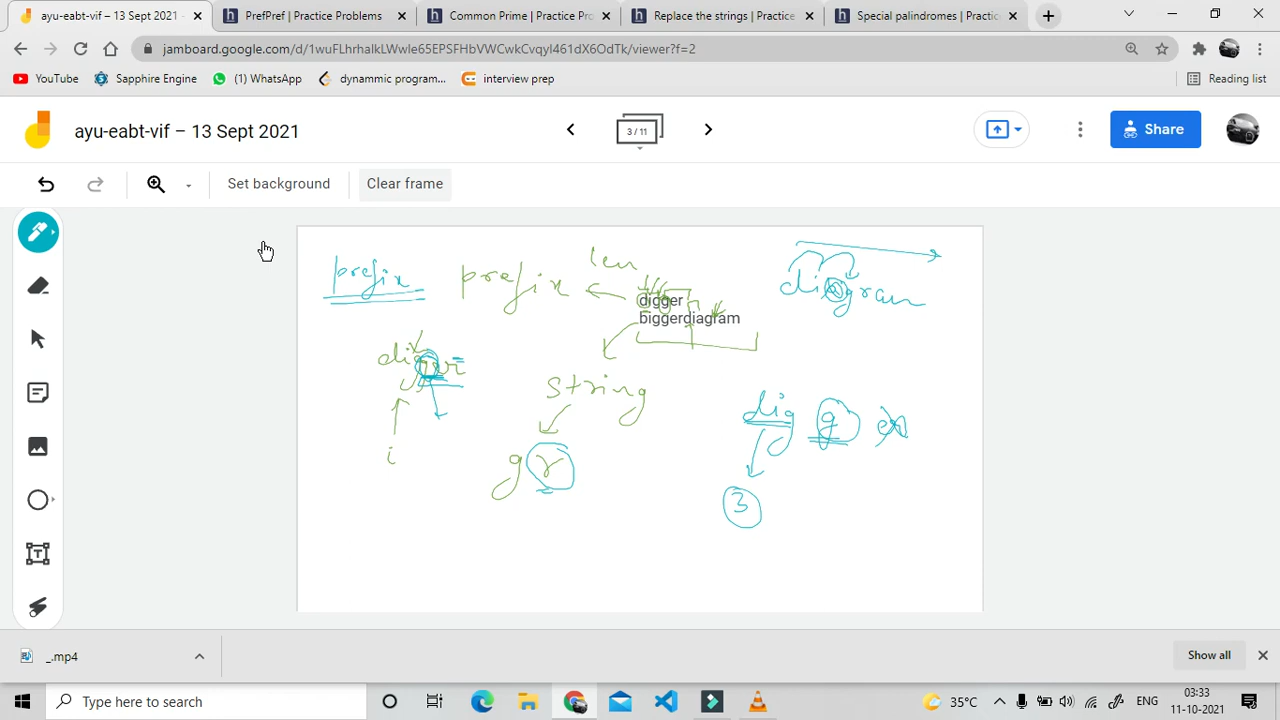 ayu-eabt-vif – 13 Sept 2021
PrefPref | Practice Problems
Common Prime | Practice Pro
Replace the strings | Practice
Special palindromes | Practic
jamboard.google.com/d/1wuFLhrhalkLWwle65EPSFHbVWCwkCvqyl461dX6OdTk/viewer?f=2
YouTube
Sapphire Engine
(1) WhatsApp
dynammic program...
interview prep
Reading list
ayu-eabt-vif – 13 Sept 2021
3 / 11
Share
Set background
Clear frame
prefix
prefix
len
digger
biggerdiagram
diagram
string
dig
g
i
g r
3
_.mp4
Show all
Type here to search
35°C
ENG
03:33
11-10-2021